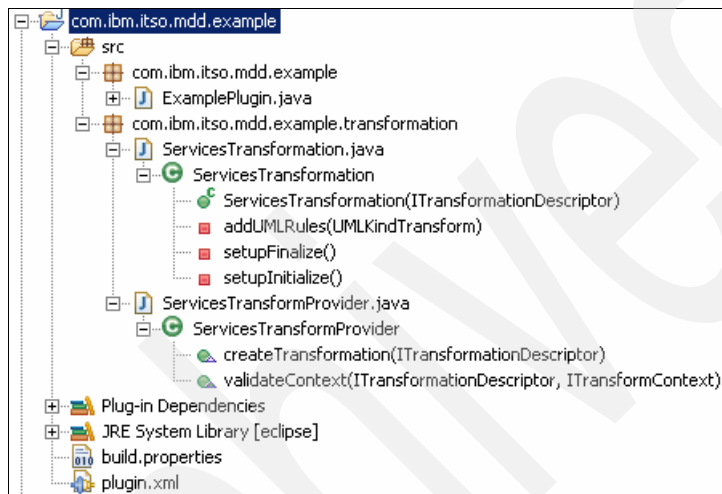 com.ibm.itso.mdd.example
src
com.ibm.itso.mdd.example
ExamplePlugin.java
com.ibm.itso.mdd.example.transformation
ServicesTransformation.java
ServicesTransformation
ServicesTransformation(ITransformationDescriptor)
addUMLRules(UMLKindTransform)
setupFinalize()
setupInitialize()
ServicesTransformProvider.java
ServicesTransformProvider
createTransformation(ITransformationDescriptor)
validateContext(ITransformationDescriptor, ITransformContext)
Plug-in Dependencies
JRE System Library [eclipse]
build.properties
plugin.xml